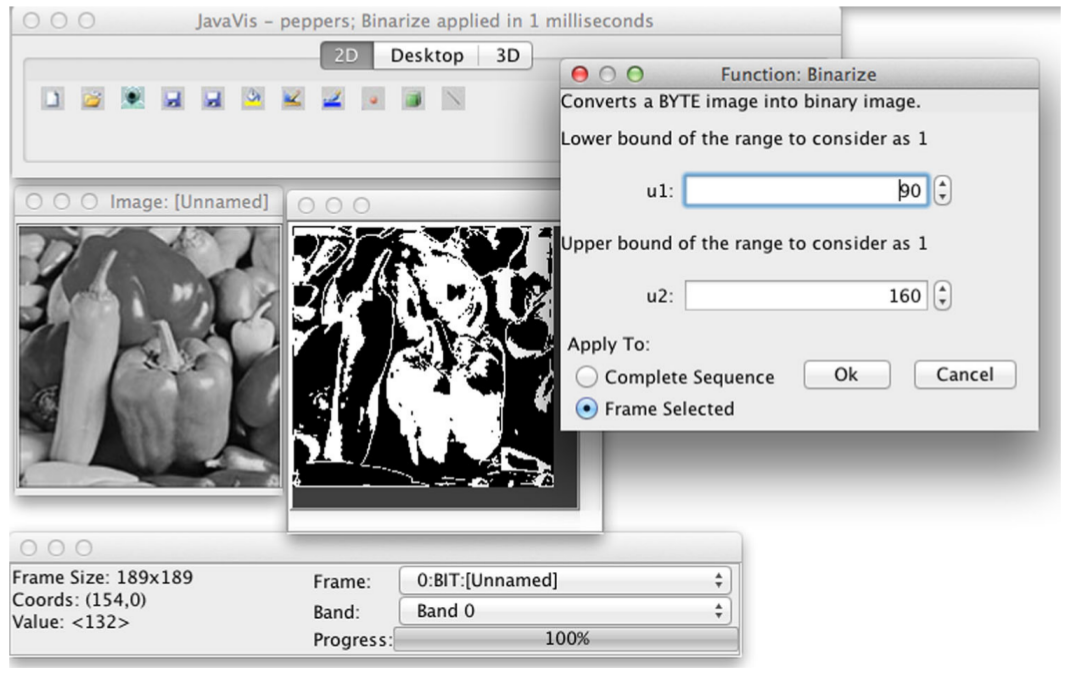 JavaVis – peppers; Binarize applied in 1 milliseconds
2D Desktop 3D
Function: Binarize
Converts a BYTE image into binary image.
Lower bound of the range to consider as 1
u1: 90
Upper bound of the range to consider as 1
u2: 160
Apply To:
Complete Sequence
Ok
Cancel
Frame Selected
Image: [Unnamed]
Frame Size: 189x189
Coords: (154,0)
Value: <132>
Frame: 0:BIT:[Unnamed]
Band: Band 0
Progress: 100%